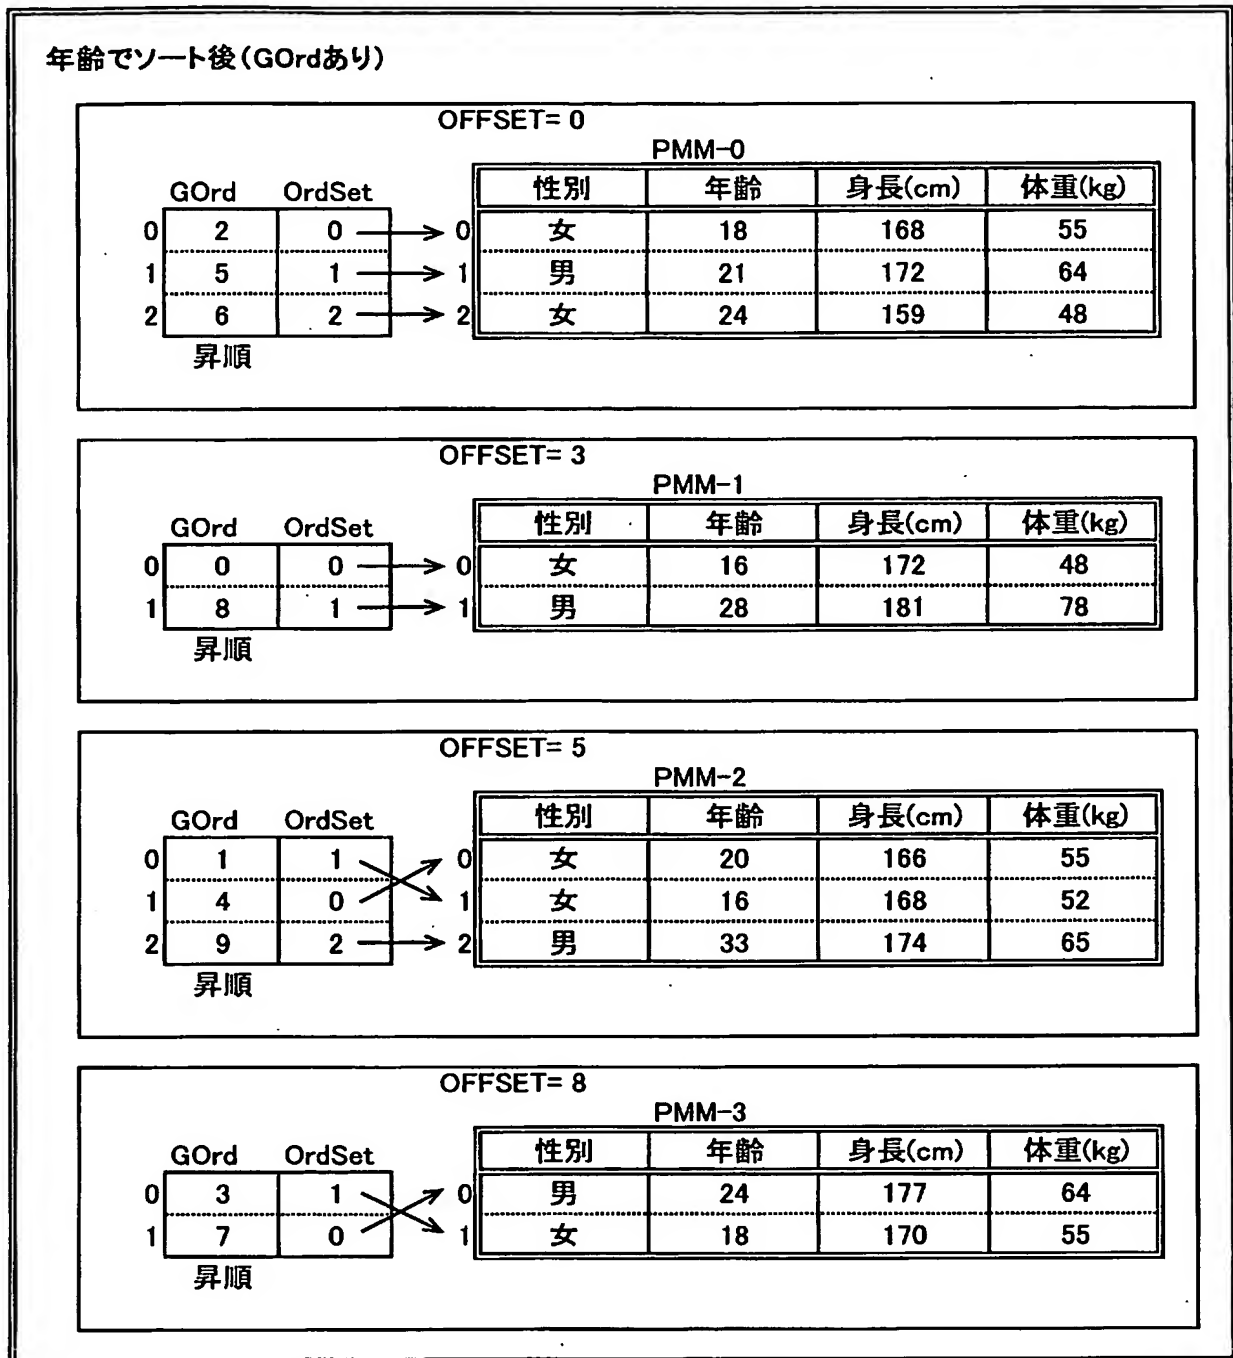 年齢でソート後(GOrdあり)
OFFSET= 0
PMM-0
GOrd OrdSet 性別 年齢 身長(cm) 体重(kg)
0 2 0 0 女 18 168 55
1 5 1 1 男 21 172 64
2 6 2 2 女 24 159 48
昇順
OFFSET= 3
PMM-1
GOrd OrdSet 性別 年齢 身長(cm) 体重(kg)
0 0 0 0 女 16 172 48
1 8 1 1 男 28 181 78
昇順
OFFSET= 5
PMM-2
GOrd OrdSet 性別 年齢 身長(cm) 体重(kg)
0 1 1 0 女 20 166 55
1 4 0 1 女 16 168 52
2 9 2 2 男 33 174 65
昇順
OFFSET= 8
PMM-3
GOrd OrdSet 性別 年齢 身長(cm) 体重(kg)
0 3 1 0 男 24 177 64
1 7 0 1 女 18 170 55
昇順